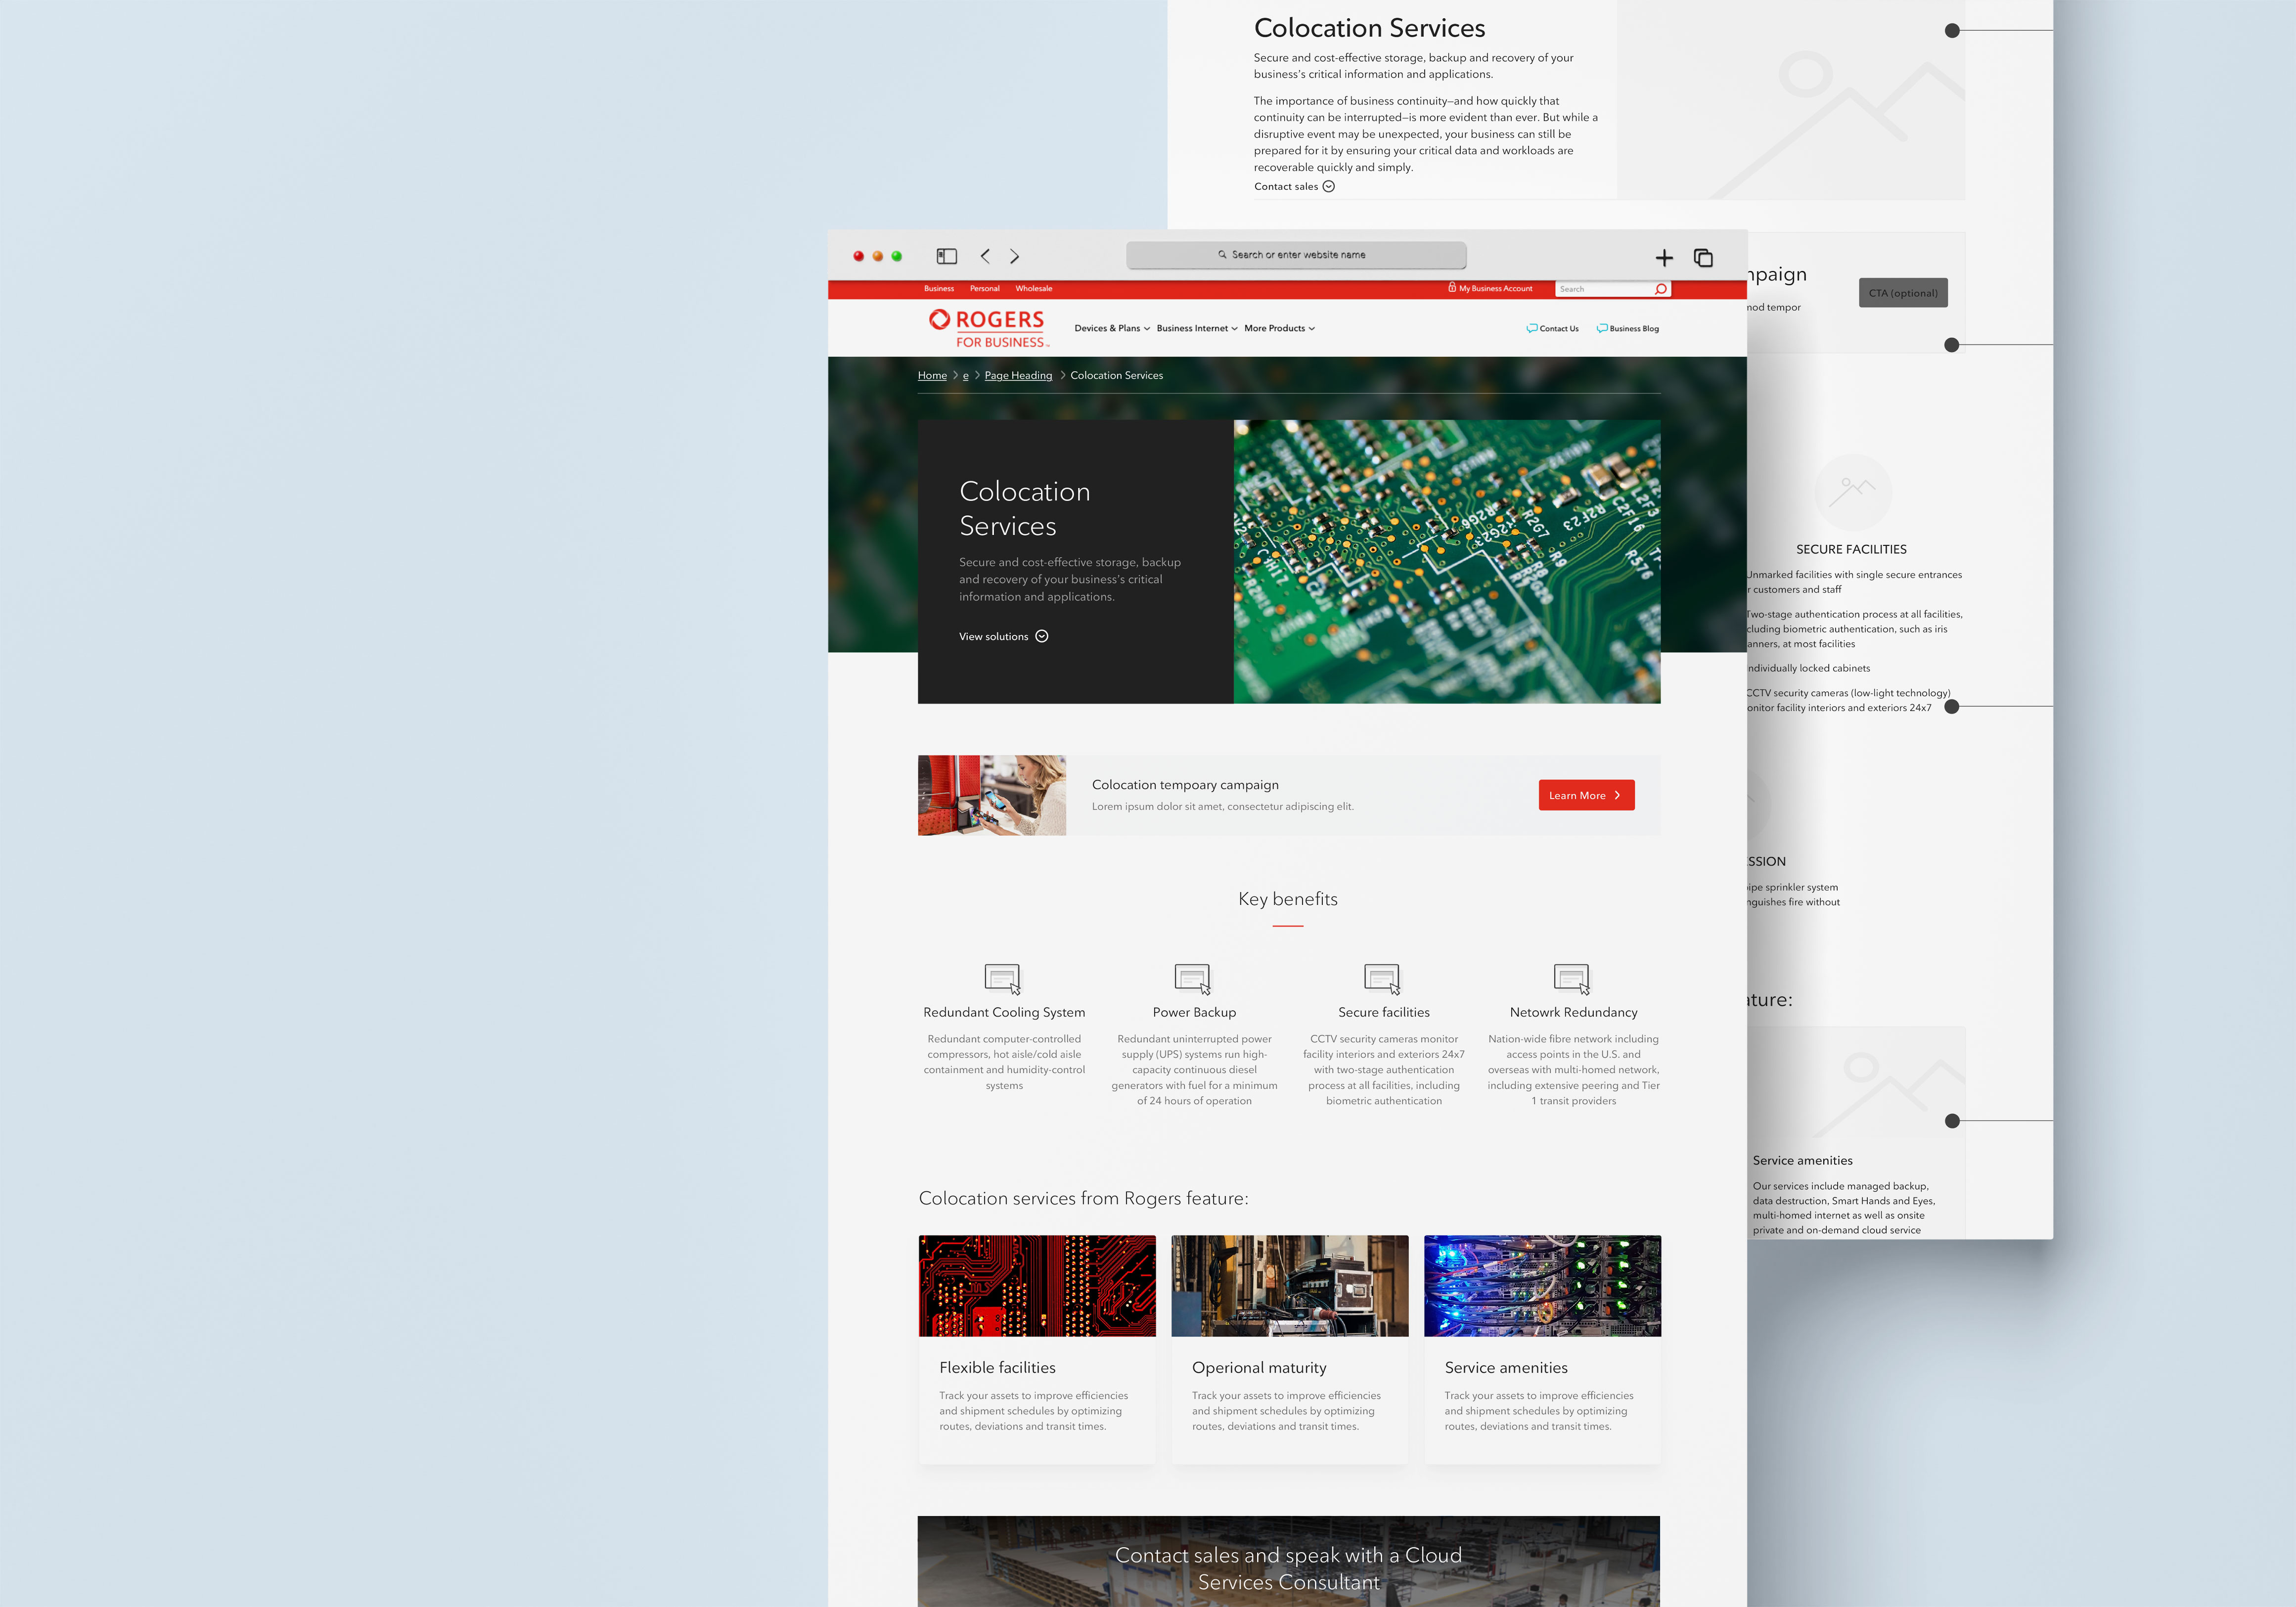 Colocation Services
Secure and cost-effective storage, backup and recovery of your
business's critical information and applications.
The importance of business continuity—and how quickly that
continuity can be interrupted—is more evident than ever. But while a
disruptive event may be unexpected, your business can still be
prepared for it by ensuring your critical data and workloads are
recoverable quickly and simply.
Contact sales
Search or enter website name
Business Personal Wholesale
My Business Account
Search
ROGERS
FOR BUSINESS™
Devices & Plans Business Internet More Products
Contact Us Business Blog
Home > e > Page Heading > Colocation Services
Colocation
Services
Secure and cost-effective storage, backup
and recovery of your business's critical
information and applications.
View solutions
Colocation tempoary campaign
Lorem ipsum dolor sit amet, consectetur adipiscing elit.
Learn More
Key benefits
Redundant Cooling System
Redundant computer-controlled
compressors, hot aisle/cold aisle
containment and humidity-control
systems
Power Backup
Redundant uninterrupted power
supply (UPS) systems run high-
capacity continuous diesel
generators with fuel for a minimum
of 24 hours of operation
Secure facilities
CCTV security cameras monitor
facility interiors and exteriors 24x7
with two-stage authentication
process at all facilities, including
biometric authentication
Netowrk Redundancy
Nation-wide fibre network including
access points in the U.S. and
overseas with multi-homed network,
including extensive peering and Tier
1 transit providers
Colocation services from Rogers feature:
Flexible facilities
Track your assets to improve efficiencies
and shipment schedules by optimizing
routes, deviations and transit times.
Operional maturity
Track your assets to improve efficiencies
and shipment schedules by optimizing
routes, deviations and transit times.
Service amenities
Track your assets to improve efficiencies
and shipment schedules by optimizing
routes, deviations and transit times.
Contact sales and speak with a Cloud
Services Consultant
npaign
nod tempor
CTA (optional)
SECURE FACILITIES
Unmarked facilities with single secure entrances
r customers and staff
Two-stage authentication process at all facilities,
cluding biometric authentication, such as iris
anners, at most facilities
ndividually locked cabinets
CCTV security cameras (low-light technology)
onitor facility interiors and exteriors 24x7
SSION
ipe sprinkler system
nguishes fire without
ature:
Service amenities
Our services include managed backup,
data destruction, Smart Hands and Eyes,
multi-homed internet as well as onsite
private and on-demand cloud service